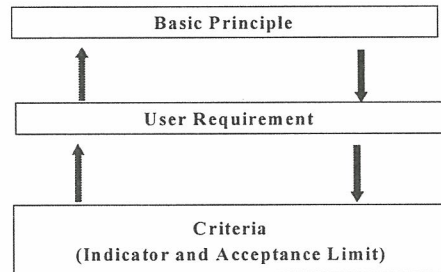 Basic Principle
User Requirement
Criteria
(Indicator and Acceptance Limit)